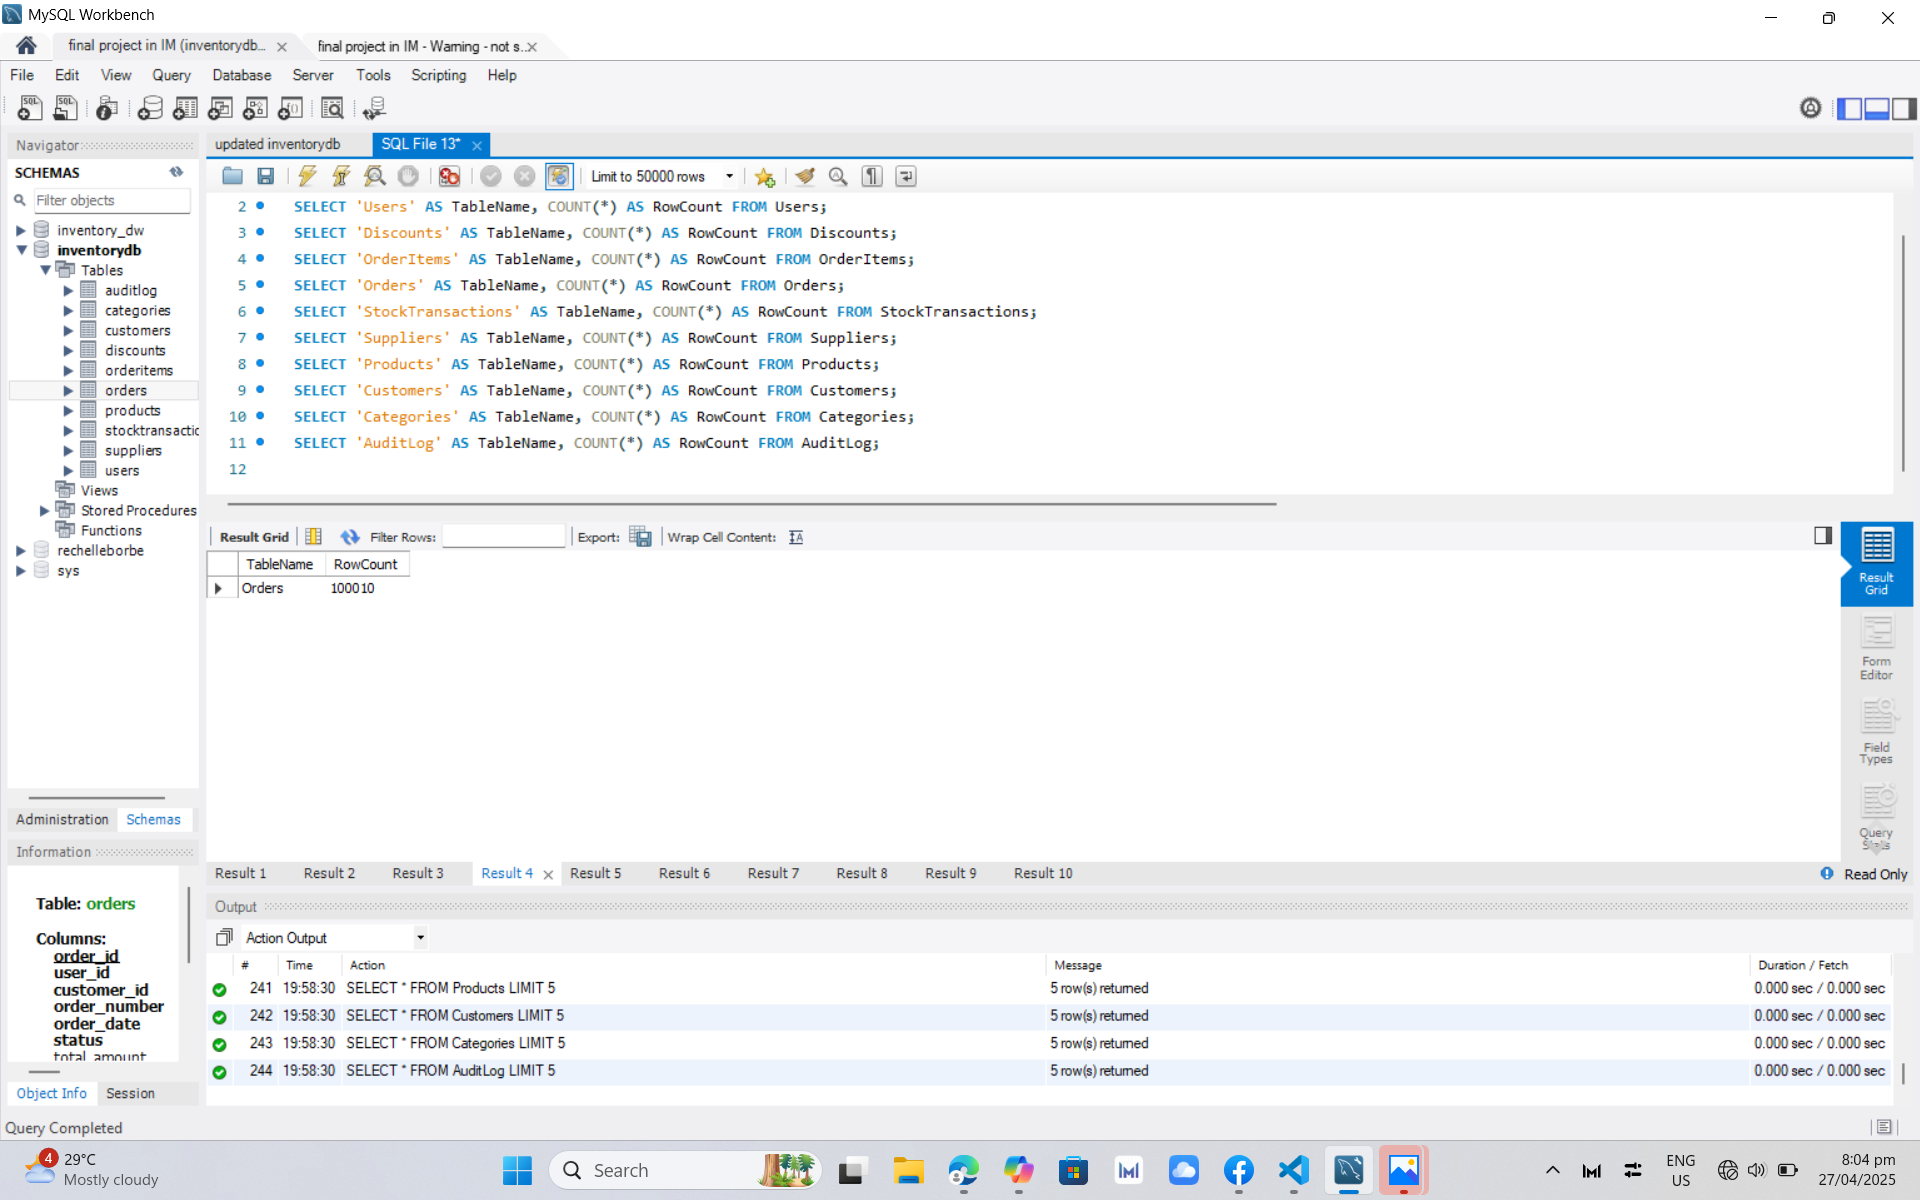 MySQL Workbench
final project in IM (inventorydb...
final project in IM - Warning - not s...
File Edit View Query Database Server Tools Scripting Help
Navigator
updated inventorydb
SQL File 13*
SCHEMAS
Limit to 50000 rows
Filter objects
inventory_dw
inventorydb
Tables
auditlog
categories
customers
discounts
orderitems
orders
products
stocktransactic
suppliers
users
Views
Stored Procedures
Functions
rechelleborbe
sys
2 SELECT 'Users' AS TableName, COUNT(*) AS RowCount FROM Users;
3 SELECT 'Discounts' AS TableName, COUNT(*) AS RowCount FROM Discounts;
4 SELECT 'OrderItems' AS TableName, COUNT(*) AS RowCount FROM OrderItems;
5 SELECT 'Orders' AS TableName, COUNT(*) AS RowCount FROM Orders;
6 SELECT 'StockTransactions' AS TableName, COUNT(*) AS RowCount FROM StockTransactions;
7 SELECT 'Suppliers' AS TableName, COUNT(*) AS RowCount FROM Suppliers;
8 SELECT 'Products' AS TableName, COUNT(*) AS RowCount FROM Products;
9 SELECT 'Customers' AS TableName, COUNT(*) AS RowCount FROM Customers;
10 SELECT 'Categories' AS TableName, COUNT(*) AS RowCount FROM Categories;
11 SELECT 'AuditLog' AS TableName, COUNT(*) AS RowCount FROM AuditLog;
12
Result Grid Filter Rows: Export: Wrap Cell Content:
TableName RowCount
Orders 100010
Result Grid
Form Editor
Field Types
Query Stats
Administration Schemas
Information
Table: orders
Columns:
order_id
user_id
customer_id
order_number
order_date
status
total_amount
Object Info Session
Result 1 Result 2 Result 3 Result 4 Result 5 Result 6 Result 7 Result 8 Result 9 Result 10
Read Only
Output
Action Output
# Time Action Message Duration / Fetch
241 19:58:30 SELECT * FROM Products LIMIT 5 5 row(s) returned 0.000 sec / 0.000 sec
242 19:58:30 SELECT * FROM Customers LIMIT 5 5 row(s) returned 0.000 sec / 0.000 sec
243 19:58:30 SELECT * FROM Categories LIMIT 5 5 row(s) returned 0.000 sec / 0.000 sec
244 19:58:30 SELECT * FROM AuditLog LIMIT 5 5 row(s) returned 0.000 sec / 0.000 sec
Query Completed
4
29°C
Mostly cloudy
Search
ENG
US
8:04 pm
27/04/2025